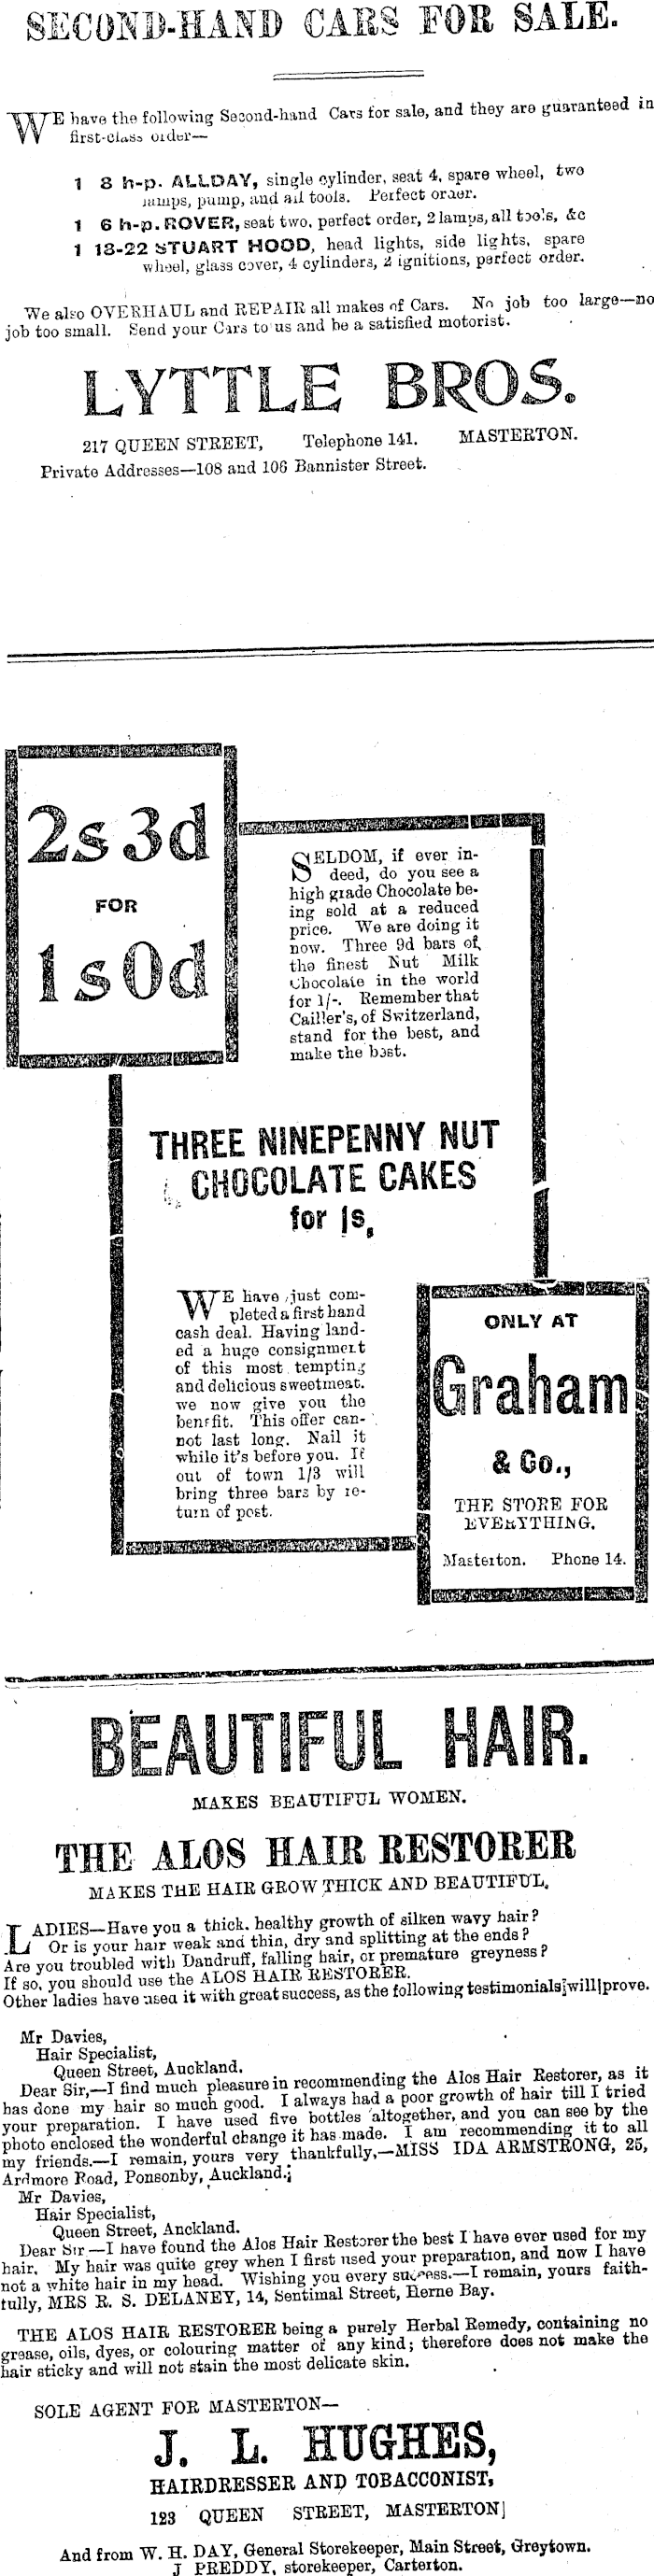 SECOND-HAND CARS FOR SALE.
WE have the following Second-hand Cars for sale, and they are guaranteed in
first-class order—
1 8 h-p. ALLDAY, single cylinder, seat 4, spare wheel, two
lamps, pump, and all tools. Perfect order.
1 6 h-p. ROVER, seat two, perfect order, 2 lamps, all tools, &c
1 18-22 STUART HOOD, head lights, side lights, spare
wheel, glass cover, 4 cylinders, 2 ignitions, perfect order.
We also OVERHAUL and REPAIR all makes of Cars. No job too large—no
job too small. Send your Cars to us and be a satisfied motorist.
LYTTLE BROS.
217 QUEEN STREET, Telephone 141. MASTERTON.
Private Addresses—108 and 106 Bannister Street.
2s 3d
FOR
1s 0d
SELDOM, if ever in-
deed, do you see a
high grade Chocolate be-
ing sold at a reduced
price. We are doing it
now. Three 9d bars of
the finest Nut Milk
Chocolate in the world
for 1/-. Remember that
Cailler's, of Switzerland,
stand for the best, and
make the best.
THREE NINEPENNY NUT
CHOCOLATE CAKES
for 1s,
WE have just com-
pleted a first hand
cash deal. Having land-
ed a huge consignment
of this most tempting
and delicious sweetmeat.
we now give you the
benefit. This offer can-
not last long. Nail it
while it's before you. If
out of town 1/3 will
bring three bars by re-
turn of post.
ONLY AT
Graham
& Co.,
THE STORE FOR
EVERYTHING.
Masterton. Phone 14.
BEAUTIFUL HAIR.
MAKES BEAUTIFUL WOMEN.
THE ALOS HAIR RESTORER
MAKES THE HAIR GROW THICK AND BEAUTIFUL.
LADIES—Have you a thick. healthy growth of silken wavy hair?
Or is your hair weak and thin, dry and splitting at the ends?
Are you troubled with Dandruff, falling hair, or premature greyness?
If so, you should use the ALOS HAIR RESTORER.
Other ladies have used it with great success, as the following testimonials will prove.
Mr Davies,
Hair Specialist,
Queen Street, Auckland.
Dear Sir,—I find much pleasure in recommending the Alos Hair Restorer, as it
has done my hair so much good. I always had a poor growth of hair till I tried
your preparation. I have used five bottles altogether, and you can see by the
photo enclosed the wonderful change it has made. I am recommending it to all
my friends.—I remain, yours very thankfully,—MISS IDA ARMSTRONG, 25,
Ardmore Road, Ponsonby, Auckland.
Mr Davies,
Hair Specialist,
Queen Street, Anckland.
Dear Sir —I have found the Alos Hair Restorer the best I have ever used for my
hair. My hair was quite grey when I first used your preparation, and now I have
not a white hair in my head. Wishing you every success.—I remain, yours faith-
fully, MRS R. S. DELANEY, 14, Sentimal Street, Herne Bay.
THE ALOS HAIR RESTORER being a purely Herbal Remedy, containing no
grease, oils, dyes, or colouring matter of any kind; therefore does not make the
hair sticky and will not stain the most delicate skin.
SOLE AGENT FOR MASTERTON—
J. L. HUGHES,
HAIRDRESSER AND TOBACCONIST,
123 QUEEN STREET, MASTERTON
And from W. H. DAY, General Storekeeper, Main Street, Greytown.
J PREDDY, storekeeper, Carterton.